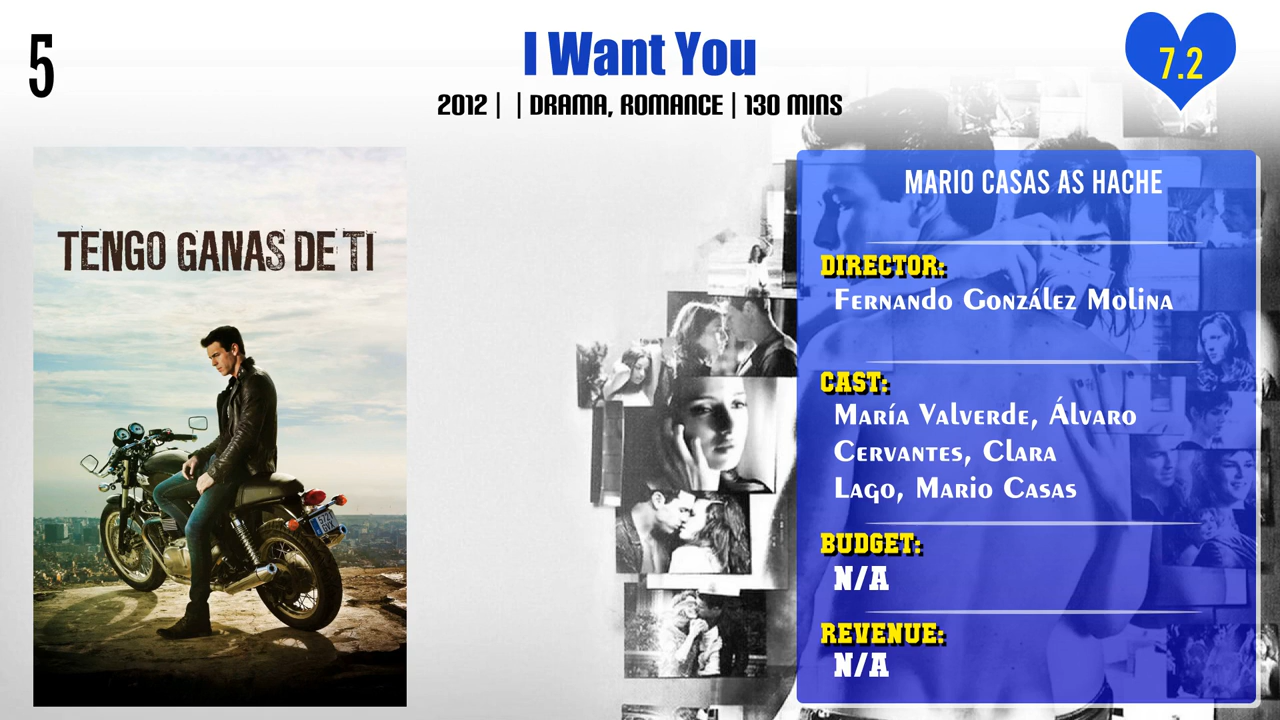 5
I Want You
7.2
2012 | | DRAMA, ROMANCE | 130 MINS
TENGO GANAS DE TI
MARIO CASAS AS HACHE
DIRECTOR:
Fernando González Molina
CAST:
María Valverde, Álvaro
Cervantes, Clara
Lago, Mario Casas
BUDGET:
N/A
REVENUE:
N/A